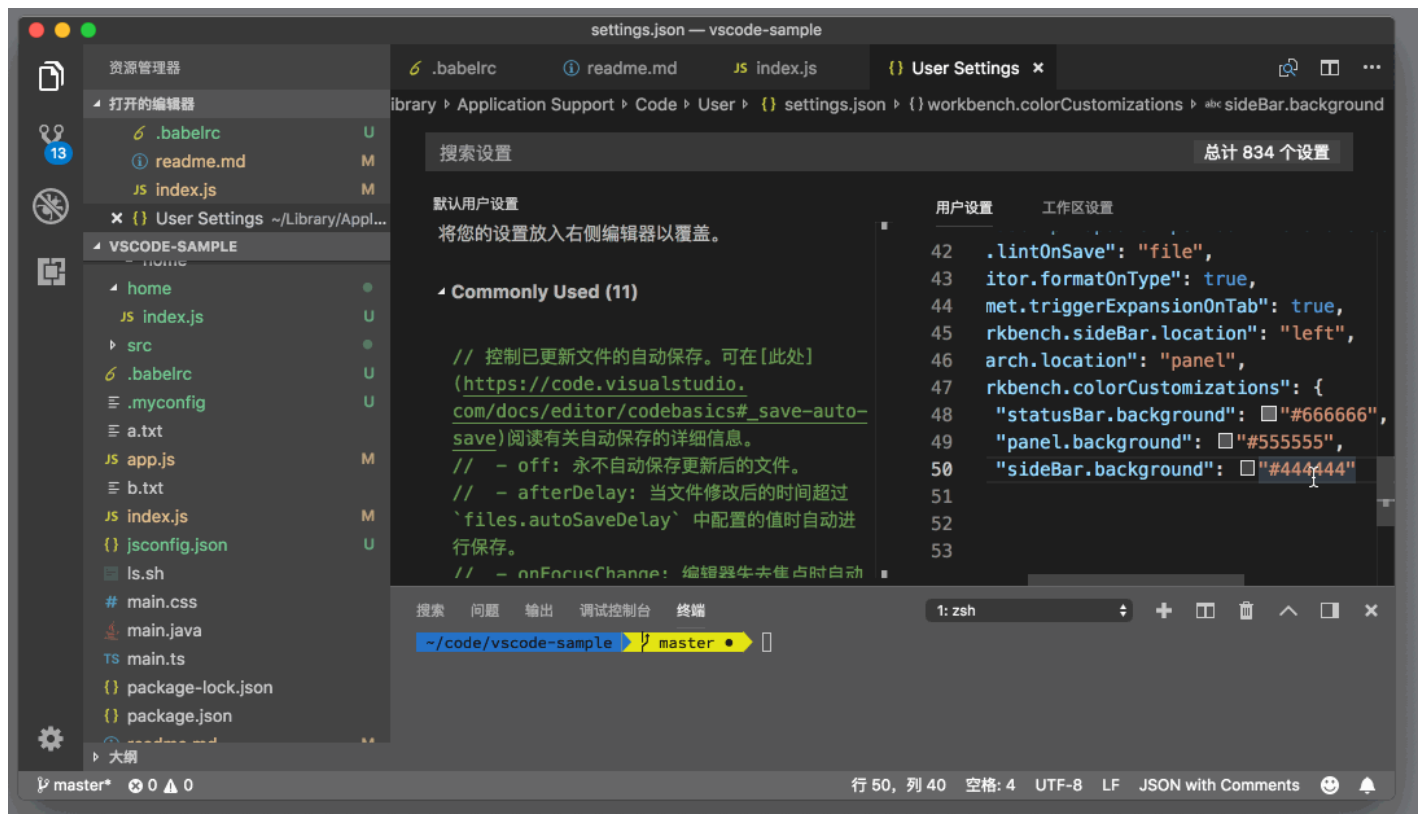 settings.json — vscode-sample
资源管理器
打开的编辑器
.babelrc U
readme.md M
JS index.js M
{} User Settings ~/Library/Appl...
VSCODE-SAMPLE
home
home
JS index.js U
src
.babelrc U
.myconfig U
a.txt
JS app.js M
b.txt
JS index.js M
{} jsconfig.json U
ls.sh
# main.css
main.java
TS main.ts
{} package-lock.json
{} package.json
readme.md M
大纲
13
.babelrc
readme.md
JS index.js
{} User Settings
ibrary Application Support Code User {} settings.json {} workbench.colorCustomizations abc sideBar.background
搜索设置
总计 834 个设置
默认用户设置
将您的设置放入右侧编辑器以覆盖。
Commonly Used (11)
// 控制已更新文件的自动保存。可在[此处]
(https://code.visualstudio.
com/docs/editor/codebasics#_save-auto-
save)阅读有关自动保存的详细信息。
// - off: 永不自动保存更新后的文件。
// - afterDelay: 当文件修改后的时间超过
`files.autoSaveDelay` 中配置的值时自动进
行保存。
// - onFocusChange: 编辑器失去焦点时自动
用户设置 工作区设置
42 .lintOnSave": "file",
43 itor.formatOnType": true,
44 met.triggerExpansionOnTab": true,
45 rkbench.sideBar.location": "left",
46 arch.location": "panel",
47 rkbench.colorCustomizations": {
48 "statusBar.background": "#666666",
49 "panel.background": "#555555",
50 "sideBar.background": "#444444"
51
52
53
搜索 问题 输出 调试控制台 终端
1: zsh
~/code/vscode-sample master ●
master* 0 0
行 50，列 40 空格: 4 UTF-8 LF JSON with Comments